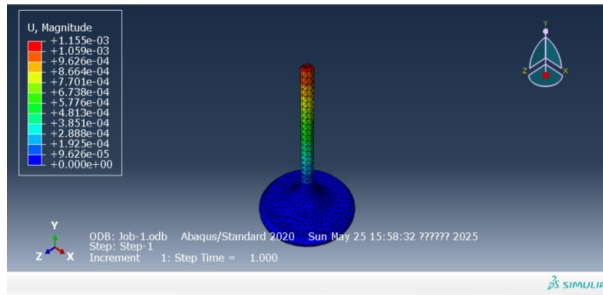 U, Magnitude
+1.155e-03
+1.059e-03
+9.626e-04
+8.664e-04
+7.701e-04
+6.738e-04
+5.776e-04
+4.813e-04
+3.851e-04
+2.888e-04
+1.925e-04
+9.626e-05
+0.000e+00
Y
Z X
Y
Z X
ODB: Job-1.odb Abaqus/Standard 2020 Sun May 25 15:58:32 ?????? 2025
Step: Step-1
Increment 1: Step Time = 1.000
SIMULIA